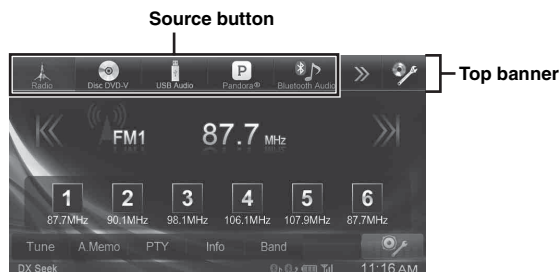 Source button
Radio Disc DVD-V USB Audio P Pandora® Bluetooth Audio
Top banner
FM1 87.7 MHz
1 2 3 4 5 6
87.7MHz 90.1MHz 98.1MHz 106.1MHz 107.9MHz 87.7MHz
Tune A.Memo PTY Info Band
DX Seek 11:16 AM